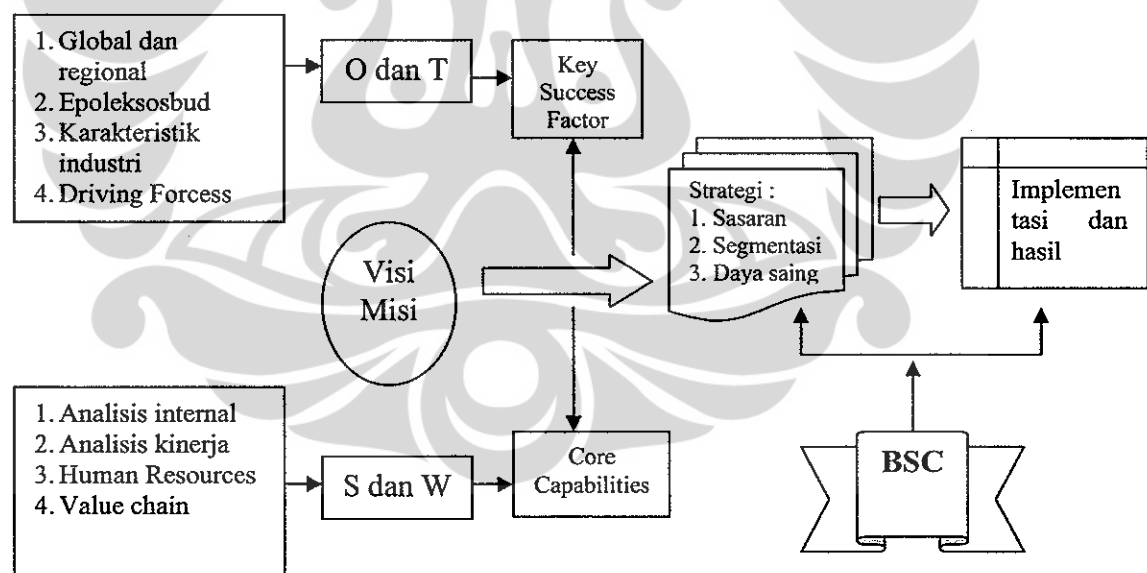 1. Global dan
regional
2. Epoleksosbud
3. Karakteristik
industri
4. Driving Forcess
O dan T
Key
Success
Factor
Visi
Misi
Strategi :
1. Sasaran
2. Segmentasi
3. Daya saing
Implemen
tasi dan
hasil
1. Analisis internal
2. Analisis kinerja
3. Human Resources
4. Value chain
S dan W
Core
Capabilities
BSC